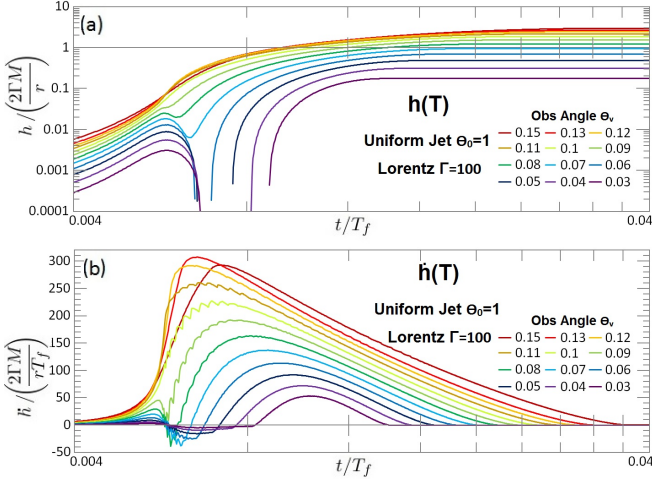 (a)
10
1
0.1
0.01
0.001
0.0001
h /(2ΓM/r)
h(T)
Uniform Jet Θ₀=1
Lorentz Γ=100
Obs Angle Θᵥ
0.15 0.13 0.12
0.11 0.1 0.09
0.08 0.07 0.06
0.05 0.04 0.03
0.004 0.04
t/T_f
(b)
300
250
200
150
100
50
0
-50
ḣ /(2ΓM/rT_f)
ḣ(T)
Uniform Jet Θ₀=1
Lorentz Γ=100
Obs Angle Θᵥ
0.15 0.13 0.12
0.11 0.1 0.09
0.08 0.07 0.06
0.05 0.04 0.03
0.004 0.04
t/T_f